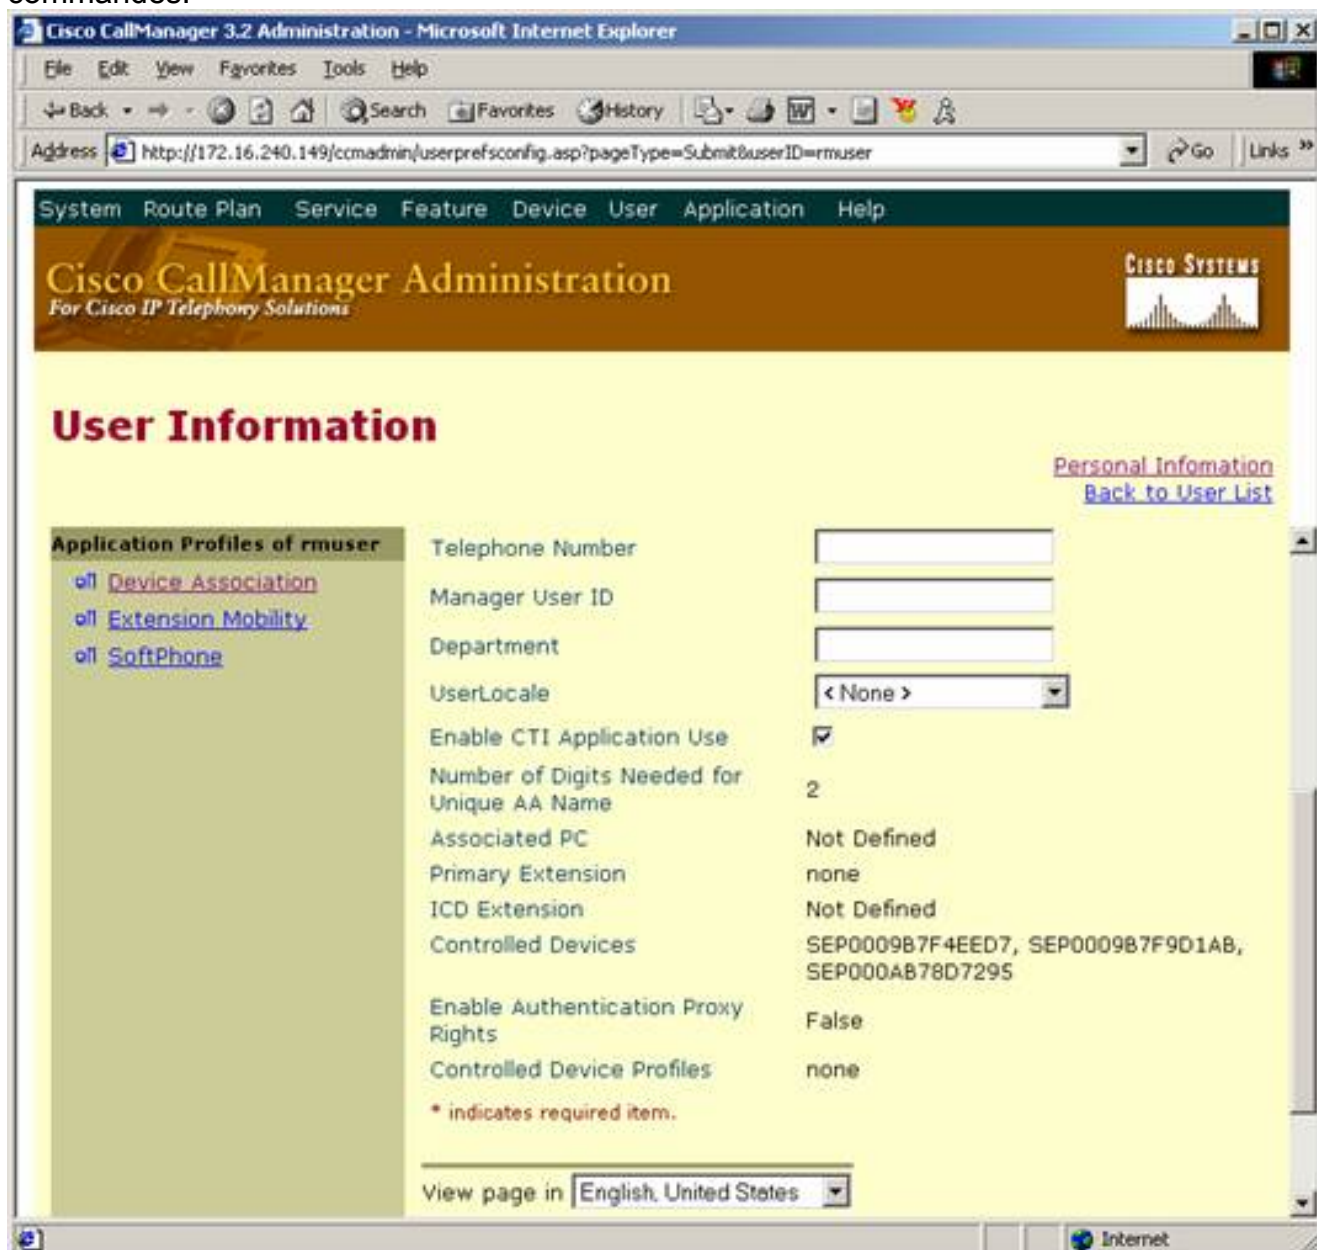 commandes.
Cisco CallManager 3.2 Administration - Microsoft Internet Explorer
File Edit View Favorites Tools Help
Back Search Favorites History
Address http://172.16.240.149/ccmadmin/userprefsconfig.asp?pageType=Submit&userID=rmuser Go Links »
System Route Plan Service Feature Device User Application Help
Cisco CallManager Administration
For Cisco IP Telephony Solutions
CISCO SYSTEMS
User Information
Personal Infomation
Back to User List
Application Profiles of rmuser
Device Association
Extension Mobility
SoftPhone
Telephone Number
Manager User ID
Department
UserLocale < None >
Enable CTI Application Use
Number of Digits Needed for Unique AA Name 2
Associated PC Not Defined
Primary Extension none
ICD Extension Not Defined
Controlled Devices SEP0009B7F4EED7, SEP0009B7F9D1AB,
SEP000AB78D7295
Enable Authentication Proxy Rights False
Controlled Device Profiles none
* indicates required item.
View page in English, United States
Internet